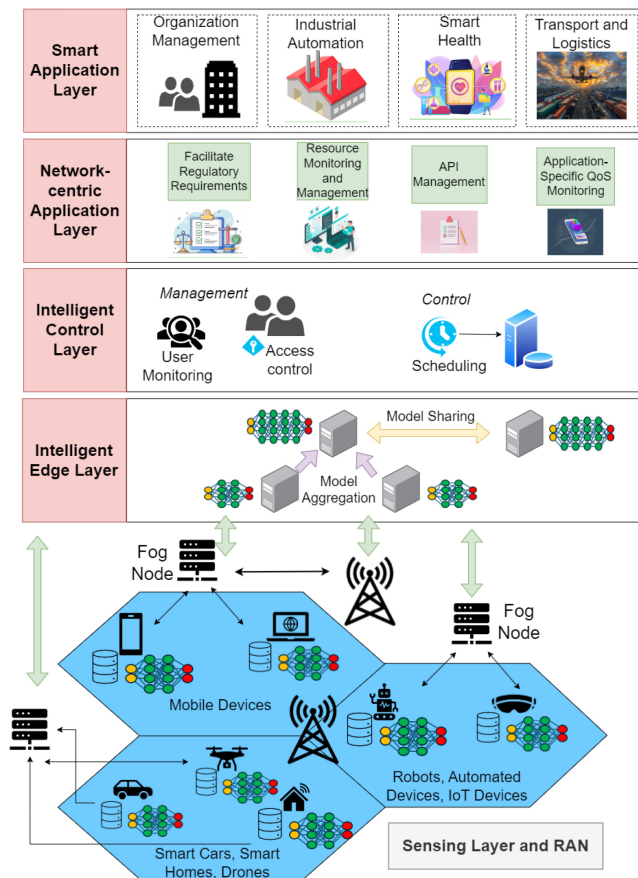 Smart
Application
Layer
Organization
Management
Industrial
Automation
Smart
Health
Transport and
Logistics
Network-
centric
Application
Layer
Facilitate
Regulatory
Requirements
Resource
Monitoring
and
Management
API
Management
Application-
Specific QoS
Monitoring
Intelligent
Control
Layer
Management
User
Monitoring
Access
control
Control
Scheduling
Intelligent
Edge Layer
Model Sharing
Model
Aggregation
Fog
Node
Fog
Node
Mobile Devices
Robots, Automated
Devices, IoT Devices
Smart Cars, Smart
Homes, Drones
Sensing Layer and RAN